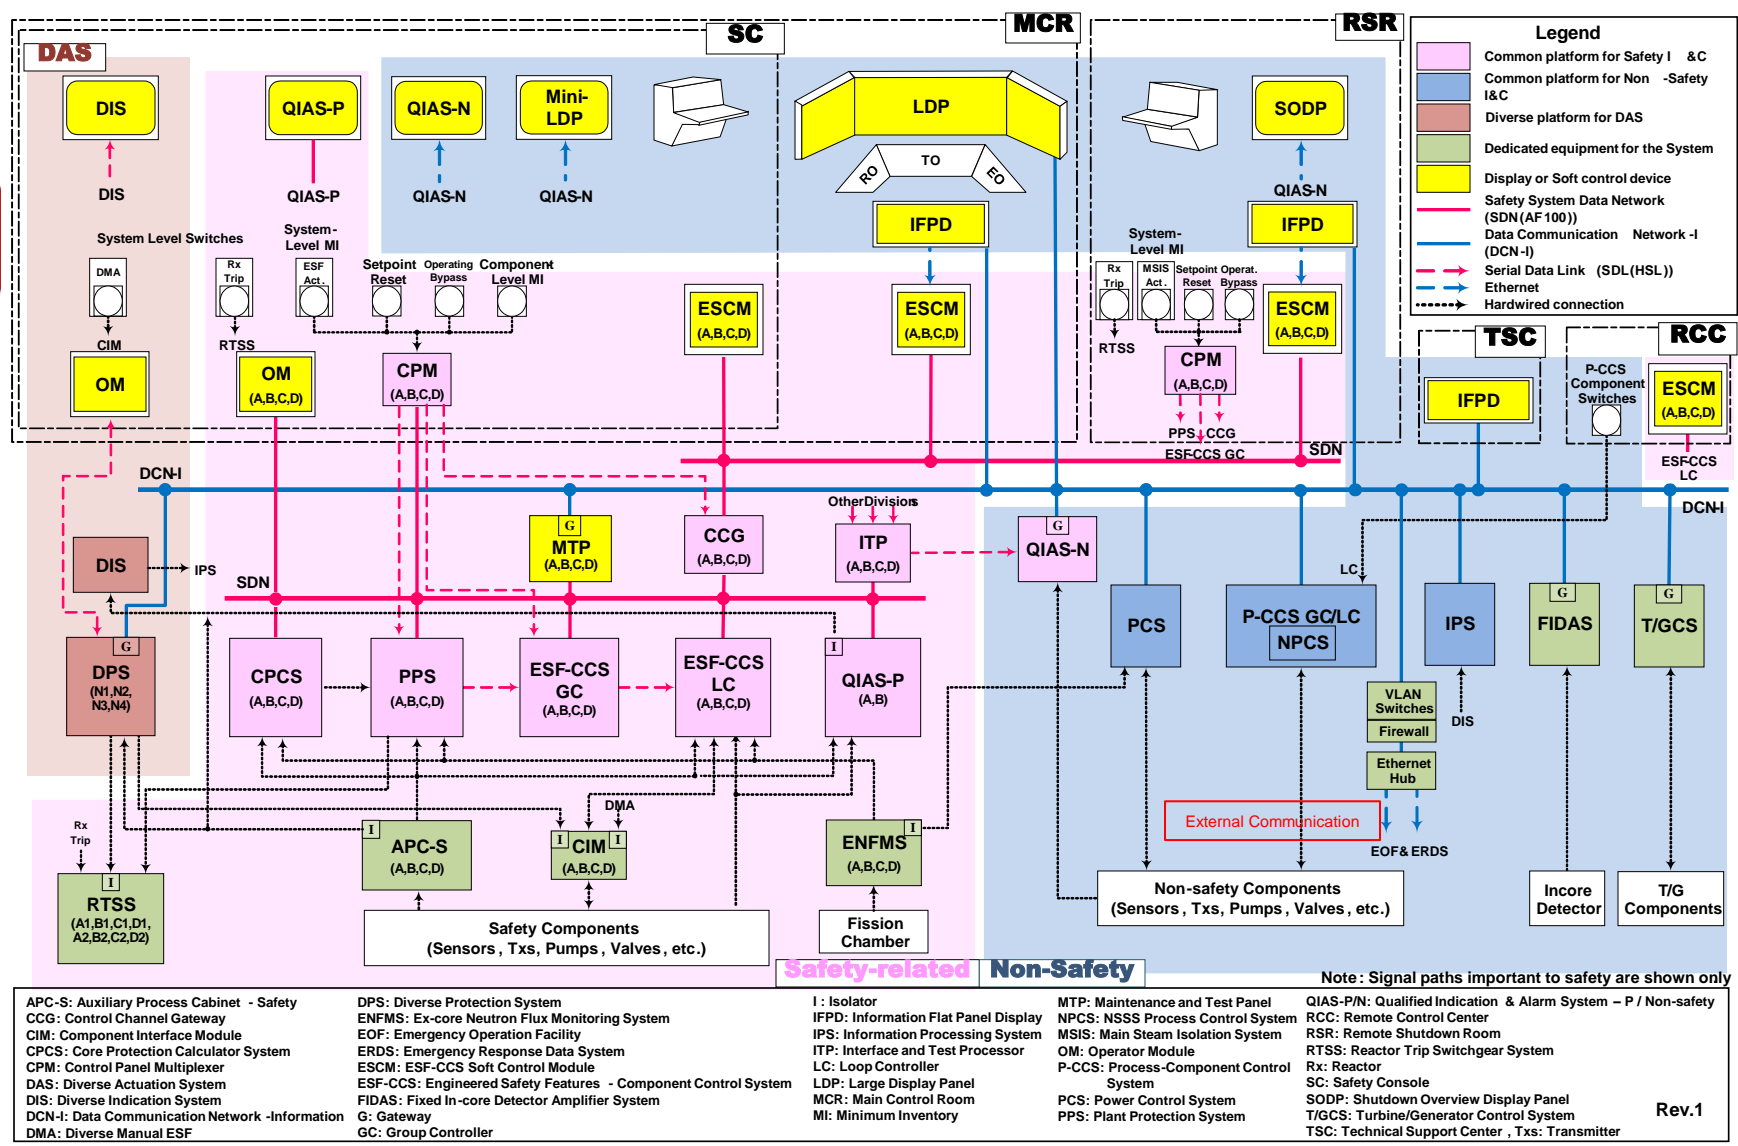 DAS
SC
MCR
RSR
Legend
Common platform for Safety I &C
Common platform for Non -Safety
I&C
Diverse platform for DAS
Dedicated equipment for the System
Display or Soft control device
Safety System Data Network
(SDN(AF100))
Data Communication Network -I
(DCN-I)
Serial Data Link (SDL(HSL))
Ethernet
Hardwired connection
DIS
QIAS-P
QIAS-N
Mini-
LDP
LDP
SODP
RO
TO
EO
DIS
QIAS-P
QIAS-N
QIAS-N
QIAS-N
IFPD
IFPD
System Level Switches
System-
Level MI
System-
Level MI
DMA
Rx
Trip
ESF
Act.
Setpoint
Reset
Operating
Bypass
Component-
Level MI
Rx
Trip
MSIS
Act.
Setpoint
Reset
Operat.
Bypass
ESCM
(A,B,C,D)
ESCM
(A,B,C,D)
ESCM
(A,B,C,D)
CIM
RTSS
RTSS
OM
OM
(A,B,C,D)
CPM
(A,B,C,D)
CPM
(A,B,C,D)
PPS
CCG
ESF-CCS GC
SDN
TSC
IFPD
RCC
P-CCS
Component
Switches
ESCM
(A,B,C,D)
ESF-CCS
LC
DCN-I
DCN-I
Other Divisions
G
MTP
(A,B,C,D)
CCG
(A,B,C,D)
ITP
(A,B,C,D)
G
QIAS-N
DIS
IPS
SDN
LC
PCS
P-CCS GC/LC
NPCS
IPS
G
FIDAS
G
T/GCS
G
DPS
(N1,N2,
N3,N4)
CPCS
(A,B,C,D)
PPS
(A,B,C,D)
ESF-CCS
GC
(A,B,C,D)
ESF-CCS
LC
(A,B,C,D)
I
QIAS-P
(A,B)
VLAN
Switches
Firewall
Ethernet
Hub
DIS
External Communication
EOF& ERDS
DMA
Rx
Trip
I
RTSS
(A1,B1,C1,D1,
A2,B2,C2,D2)
I
APC-S
(A,B,C,D)
I
I
CIM
(A,B,C,D)
I
ENFMS
(A,B,C,D)
Safety Components
(Sensors , Txs, Pumps , Valves , etc.)
Fission
Chamber
Non-safety Components
(Sensors , Txs, Pumps , Valves , etc.)
Incore
Detector
T/G
Components
Safety-related
Non-Safety
Note : Signal paths important to safety are shown only
APC-S: Auxiliary Process Cabinet - Safety
CCG: Control Channel Gateway
CIM: Component Interface Module
CPCS: Core Protection Calculator System
CPM: Control Panel Multiplexer
DAS: Diverse Actuation System
DIS: Diverse Indication System
DCN-I: Data Communication Network -Information
DMA: Diverse Manual ESF
DPS: Diverse Protection System
ENFMS: Ex-core Neutron Flux Monitoring System
EOF: Emergency Operation Facility
ERDS: Emergency Response Data System
ESCM: ESF-CCS Soft Control Module
ESF-CCS: Engineered Safety Features - Component Control System
FIDAS: Fixed In-core Detector Amplifier System
G: Gateway
GC: Group Controller
I : Isolator
IFPD: Information Flat Panel Display
IPS: Information Processing System
ITP: Interface and Test Processor
LC: Loop Controller
LDP: Large Display Panel
MCR: Main Control Room
MI: Minimum Inventory
MTP: Maintenance and Test Panel
NPCS: NSSS Process Control System
MSIS: Main Steam Isolation System
OM: Operator Module
P-CCS: Process-Component Control
System
PCS: Power Control System
PPS: Plant Protection System
QIAS-P/N: Qualified Indication & Alarm System – P / Non-safety
RCC: Remote Control Center
RSR: Remote Shutdown Room
RTSS: Reactor Trip Switchgear System
Rx: Reactor
SC: Safety Console
SODP: Shutdown Overview Display Panel
T/GCS: Turbine/Generator Control System
TSC: Technical Support Center , Txs: Transmitter
Rev.1